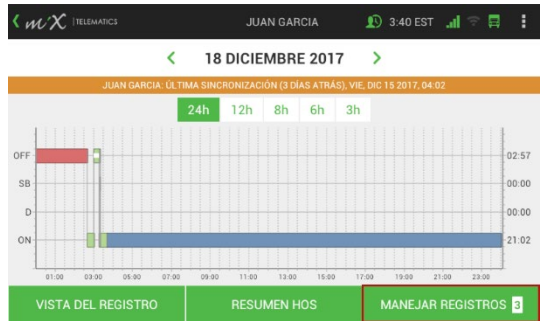 miX TELEMATICS JUAN GARCIA 3:40 EST
18 DICIEMBRE 2017
JUAN GARCIA: ÚLTIMA SINCRONIZACIÓN (3 DÍAS ATRÁS), VIE, DIC 15 2017, 04:02
24h 12h 8h 6h 3h
OFF 02:57
SB 00:00
D 00:00
ON 21:02
01:00 03:00 05:00 07:00 09:00 11:00 13:00 15:00 17:00 19:00 21:00 23:00
VISTA DEL REGISTRO RESUMEN HOS MANEJAR REGISTROS 3